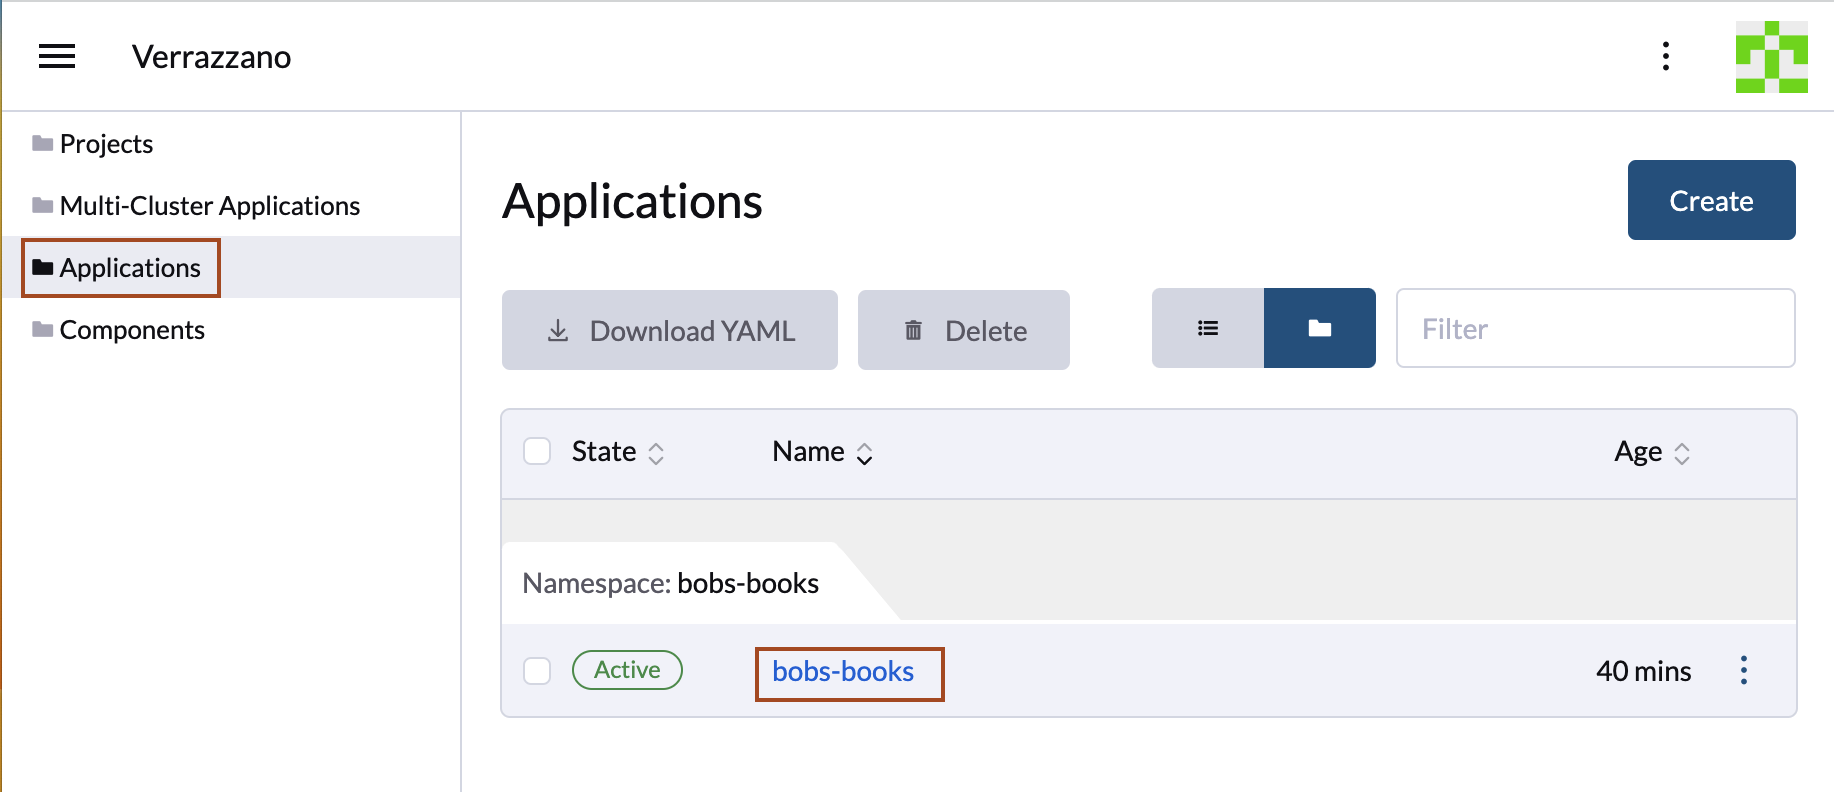 Verrazzano
Projects
Multi-Cluster Applications
Applications
Components
Applications
Create
Download YAML
Delete
Filter
State
Name
Age
Namespace: bobs-books
Active
bobs-books
40 mins